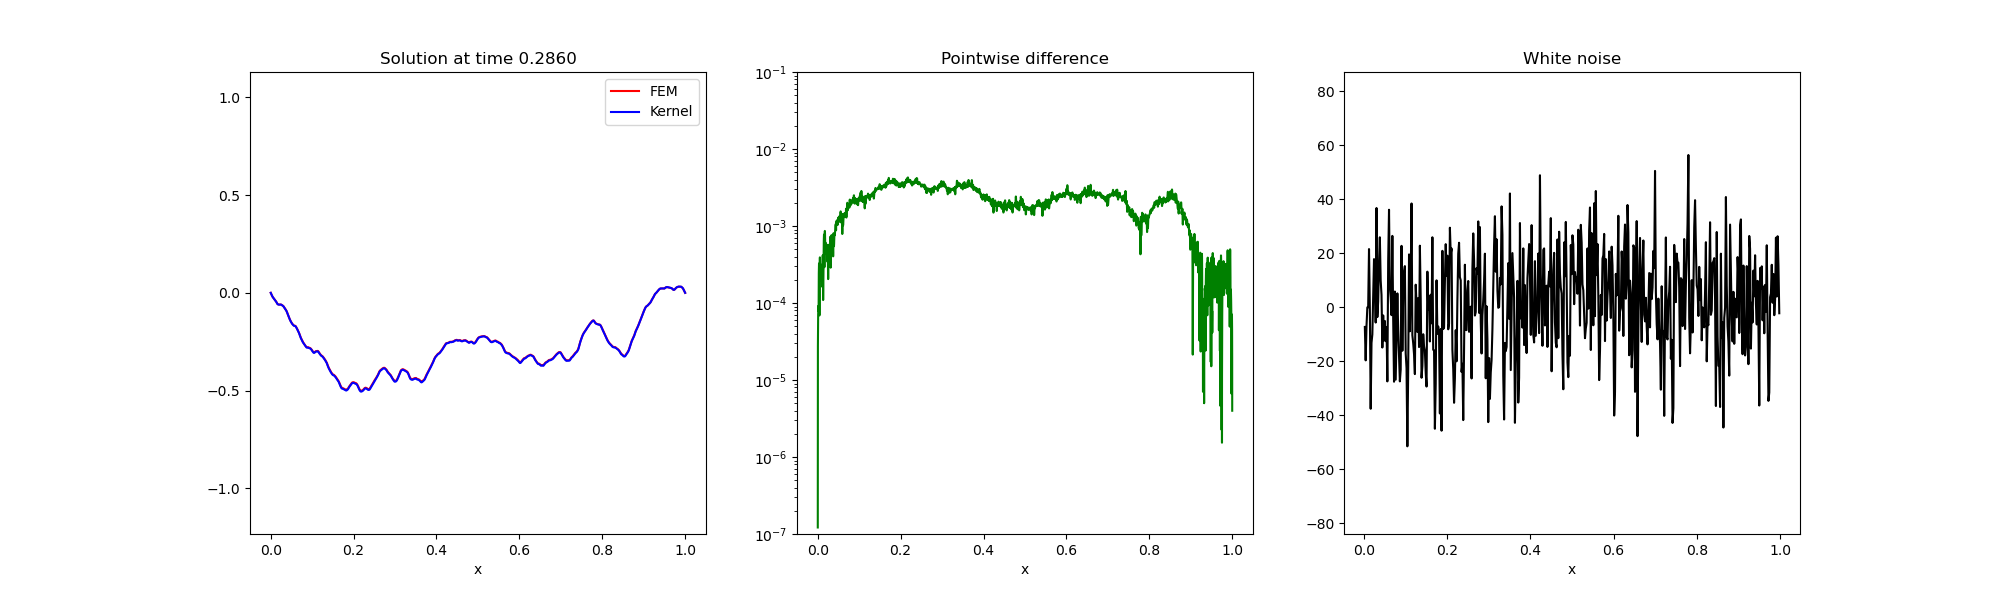 Solution at time 0.2860
1.0
0.5
0.0
−0.5
−1.0
FEM
Kernel
0.0 0.2 0.4 0.6 0.8 1.0
x
Pointwise difference
10⁻¹
10⁻²
10⁻³
10⁻⁴
10⁻⁵
10⁻⁶
10⁻⁷
0.0 0.2 0.4 0.6 0.8 1.0
x
White noise
80
60
40
20
0
−20
−40
−60
−80
0.0 0.2 0.4 0.6 0.8 1.0
x